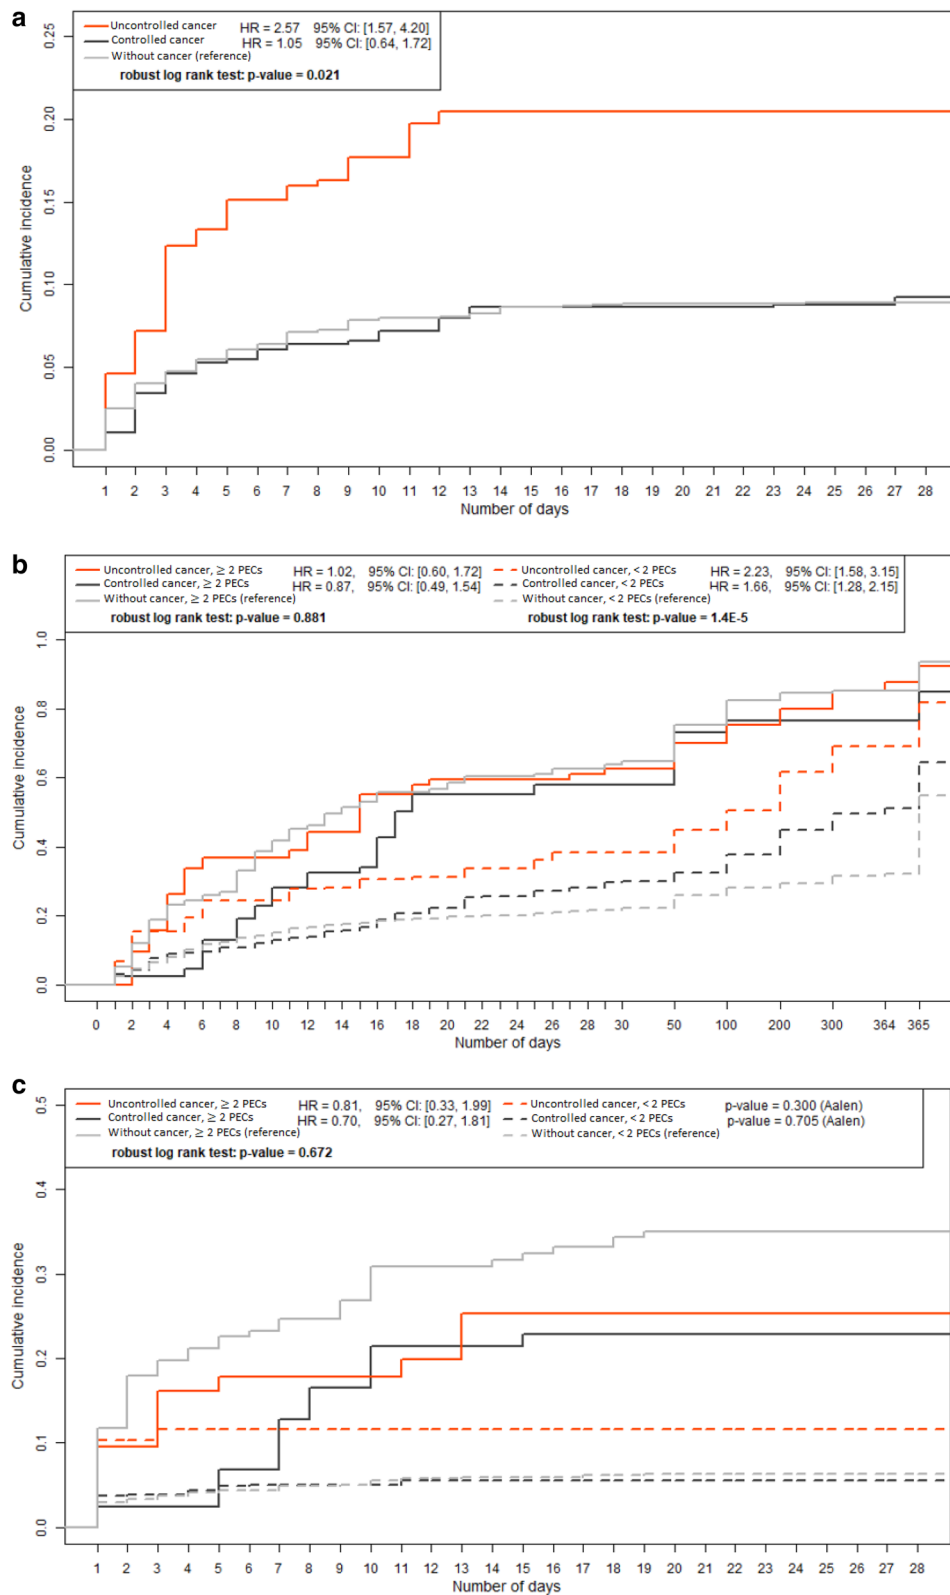 a
Uncontrolled cancer HR = 2.57 95% CI: [1.57, 4.20]
Controlled cancer HR = 1.05 95% CI: [0.64, 1.72]
Without cancer (reference)
robust log rank test: p-value = 0.021
Cumulative incidence
0.25
0.20
0.15
0.10
0.05
0.00
1 2 3 4 5 6 7 8 9 10 11 12 13 14 15 16 17 18 19 20 21 22 23 24 25 26 27 28
Number of days
b
Uncontrolled cancer, ≥ 2 PECs HR = 1.02, 95% CI: [0.60, 1.72] Uncontrolled cancer, < 2 PECs HR = 2.23, 95% CI: [1.58, 3.15]
Controlled cancer, ≥ 2 PECs HR = 0.87, 95% CI: [0.49, 1.54] Controlled cancer, < 2 PECs HR = 1.66, 95% CI: [1.28, 2.15]
Without cancer, ≥ 2 PECs (reference) Without cancer, < 2 PECs (reference)
robust log rank test: p-value = 0.881 robust log rank test: p-value = 1.4E-5
Cumulative incidence
1.0
0.8
0.6
0.4
0.2
0.0
0 2 4 6 8 10 12 14 16 18 20 22 24 26 28 30 50 100 200 300 364 365
Number of days
c
Uncontrolled cancer, ≥ 2 PECs HR = 0.81, 95% CI: [0.33, 1.99] Uncontrolled cancer, < 2 PECs p-value = 0.300 (Aalen)
Controlled cancer, ≥ 2 PECs HR = 0.70, 95% CI: [0.27, 1.81] Controlled cancer, < 2 PECs p-value = 0.705 (Aalen)
Without cancer, ≥ 2 PECs (reference) Without cancer, < 2 PECs (reference)
robust log rank test: p-value = 0.672
Cumulative incidence
0.5
0.4
0.3
0.2
0.1
0.0
1 2 3 4 5 6 7 8 9 10 11 12 13 14 15 16 17 18 19 20 21 22 23 24 25 26 27 28
Number of days